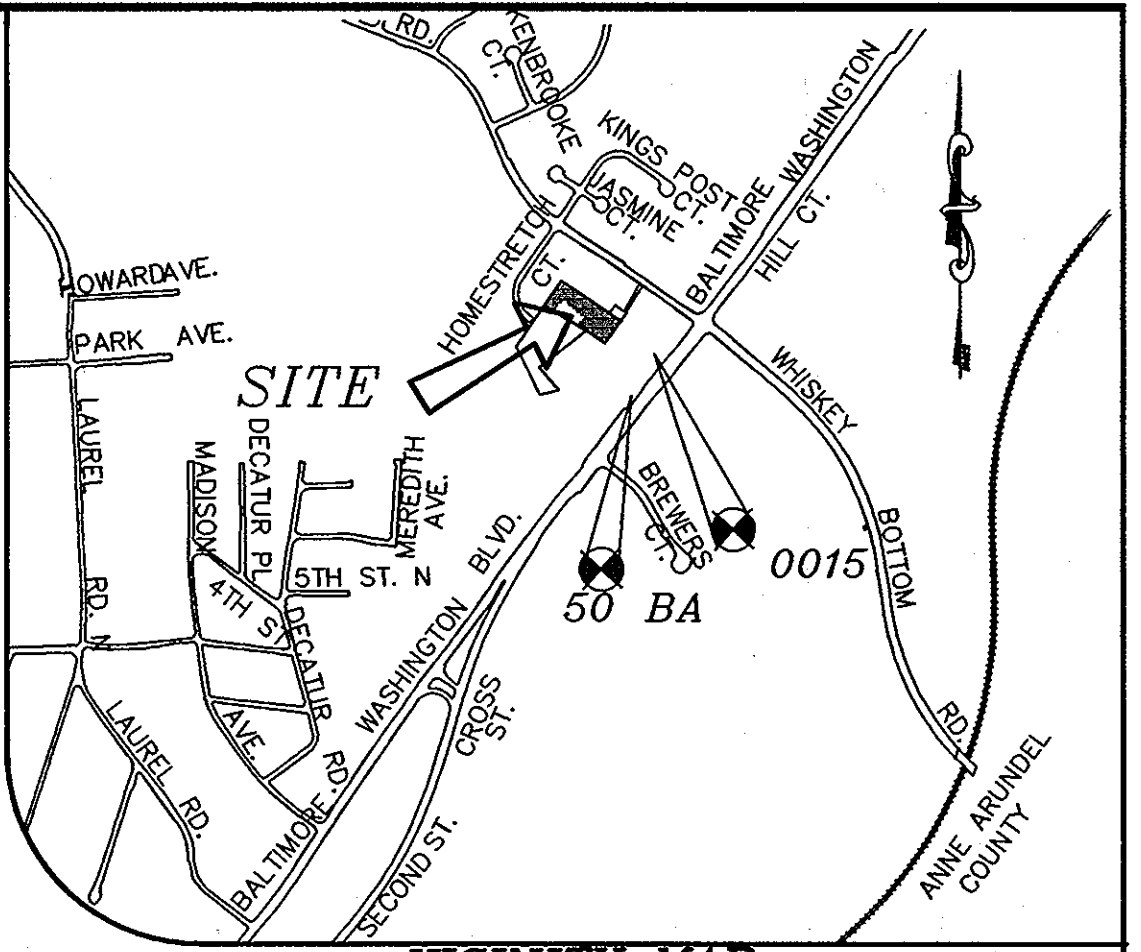 RD.
KENBROOKE
CT.
KINGS POST
CT.
JASMINE
CT.
HOMESTRETCH
CT.
BALTIMORE WASHINGTON
HILL CT.
OWARDAVE.
PARK AVE.
SITE
WHISKEY
BOTTOM
RD.
LAUREL
RD. N
MADISON
AVE.
DECATUR PL
MEREDITH
AVE.
5TH ST. N
4TH ST
DECATUR
RD.
BREWERS
CT.
50 BA
0015
WASHINGTON
BLVD.
CROSS
ST.
LAUREL
RD.
BALTIMORE
SECOND ST.
ANNE ARUNDEL
COUNTY